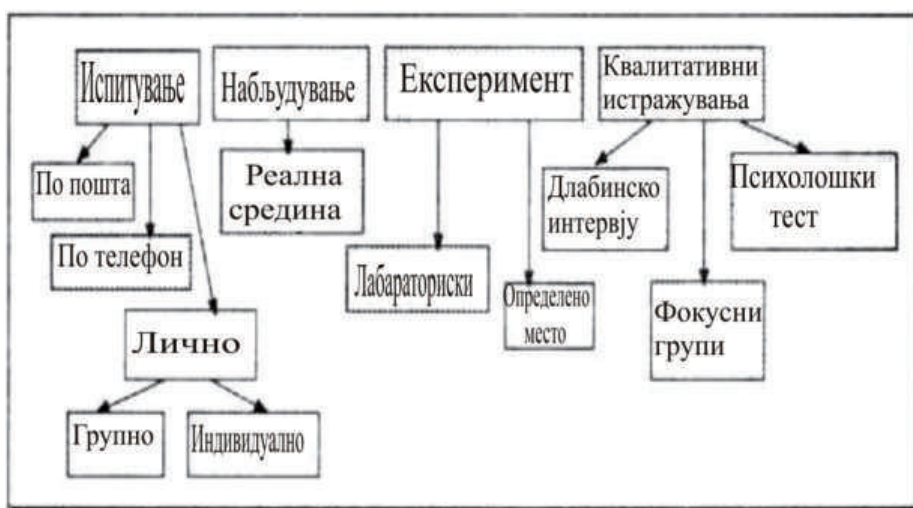 Испитување
Набљудување
Експеримент
Квалитативни
истражувања
По пошта
По телефон
Лично
Групно
Индивидуално
Реална
средина
Лабараториски
Определено
место
Длабинско
интервју
Фокусни
групи
Психолошки
тест